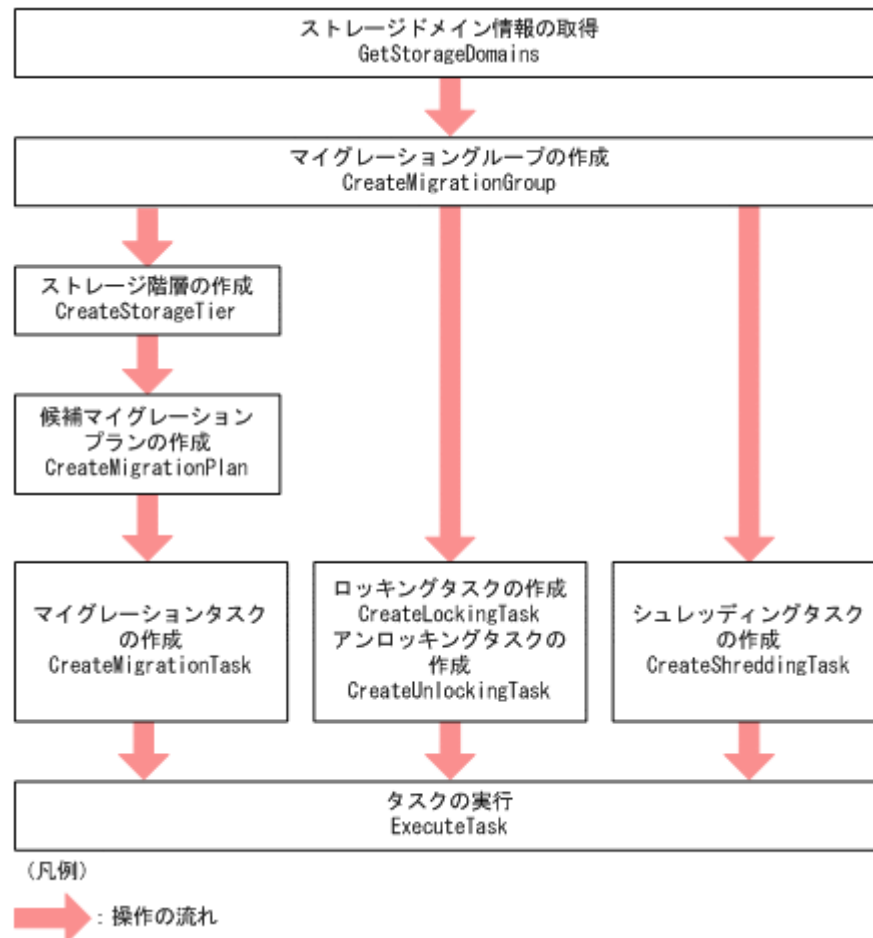 ストレージドメイン情報の取得
GetStorageDomains
マイグレーショングループの作成
CreateMigrationGroup
ストレージ階層の作成
CreateStorageTier
候補マイグレーション
プランの作成
CreateMigrationPlan
マイグレーションタスク
の作成
CreateMigrationTask
ロッキングタスクの作成
CreateLockingTask
アンロッキングタスクの
作成
CreateUnlockingTask
シュレッディングタスク
の作成
CreateShreddingTask
タスクの実行
ExecuteTask
(凡例)
：操作の流れ